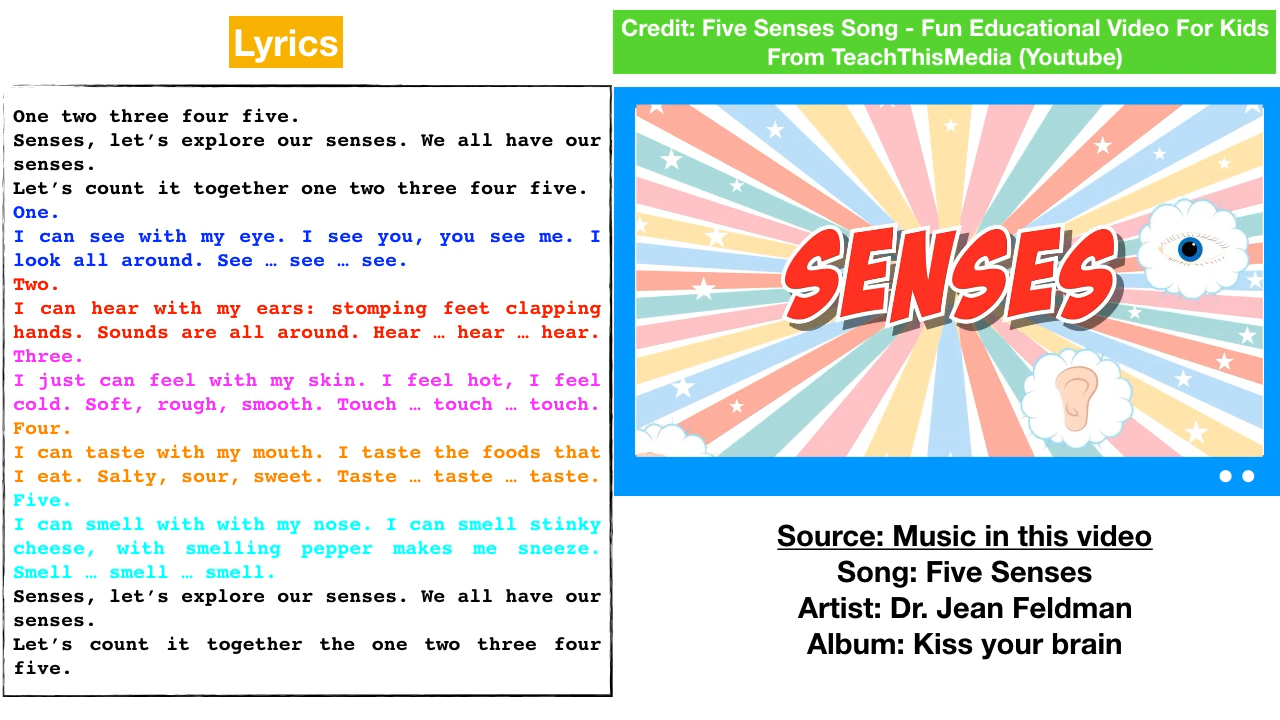 Lyrics
One two three four five.
Senses, let’s explore our senses. We all have our
senses.
Let’s count it together one two three four five.
One.
I can see with my eye. I see you, you see me. I
look all around. See … see … see.
Two.
I can hear with my ears: stomping feet clapping
hands. Sounds are all around. Hear … hear … hear.
Three.
I just can feel with my skin. I feel hot, I feel
cold. Soft, rough, smooth. Touch … touch … touch.
Four.
I can taste with my mouth. I taste the foods that
I eat. Salty, sour, sweet. Taste … taste … taste.
Five.
I can smell with with my nose. I can smell stinky
cheese, with smelling pepper makes me sneeze.
Smell … smell … smell.
Senses, let’s explore our senses. We all have our
senses.
Let’s count it together the one two three four
five.
Credit: Five Senses Song - Fun Educational Video For Kids
From TeachThisMedia (Youtube)
SENSES
Source: Music in this video
Song: Five Senses
Artist: Dr. Jean Feldman
Album: Kiss your brain